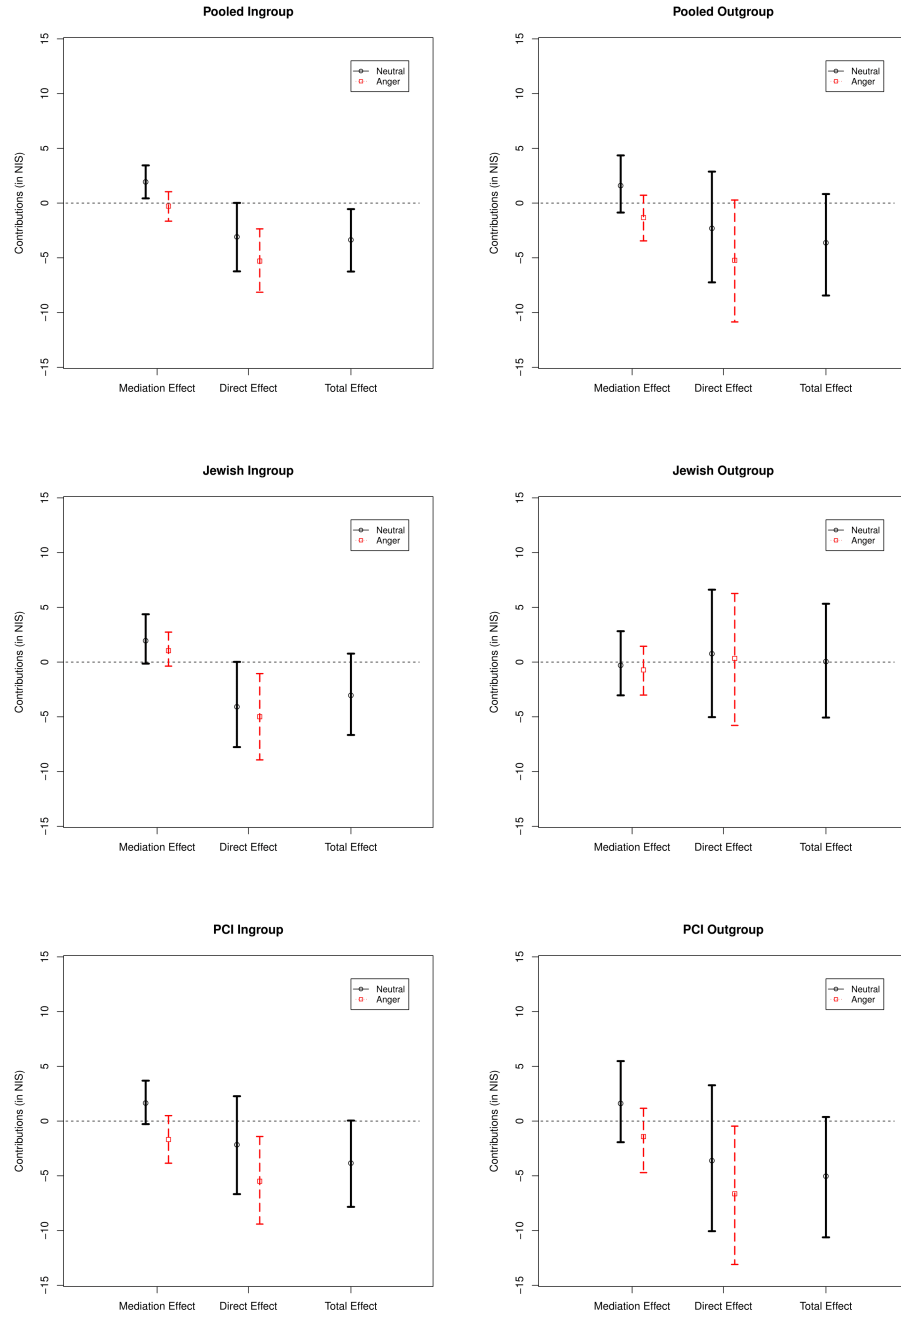 Pooled Ingroup
Contributions (in NIS)
15
10
5
0
−5
−10
−15
Neutral
Anger
Mediation Effect
Direct Effect
Total Effect
Pooled Outgroup
Contributions (in NIS)
15
10
5
0
−5
−10
−15
Neutral
Anger
Mediation Effect
Direct Effect
Total Effect
Jewish Ingroup
Contributions (in NIS)
15
10
5
0
−5
−10
−15
Neutral
Anger
Mediation Effect
Direct Effect
Total Effect
Jewish Outgroup
Contributions (in NIS)
15
10
5
0
−5
−10
−15
Neutral
Anger
Mediation Effect
Direct Effect
Total Effect
PCI Ingroup
Contributions (in NIS)
15
10
5
0
−5
−10
−15
Neutral
Anger
Mediation Effect
Direct Effect
Total Effect
PCI Outgroup
Contributions (in NIS)
15
10
5
0
−5
−10
−15
Neutral
Anger
Mediation Effect
Direct Effect
Total Effect